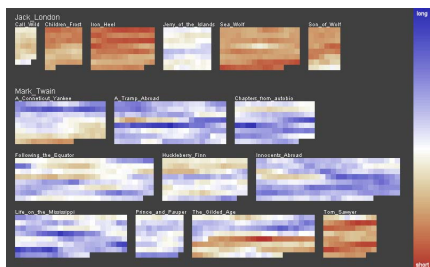 Jack_London
Call_Wild Children_Frost Iron_Heel Jerry_of_the_Islands Sea_Wolf Son_of_Wolf
Mark_Twain
A_Connecticut_Yankee A_Tramp_Abroad Chapters_from_autobio
Following_the_Equator Huckleberry_Finn Innocents_Abroad
Life_on_the_Mississippi Prince_and_Pauper The_Gilded_Age Tom_Sawyer
long
short